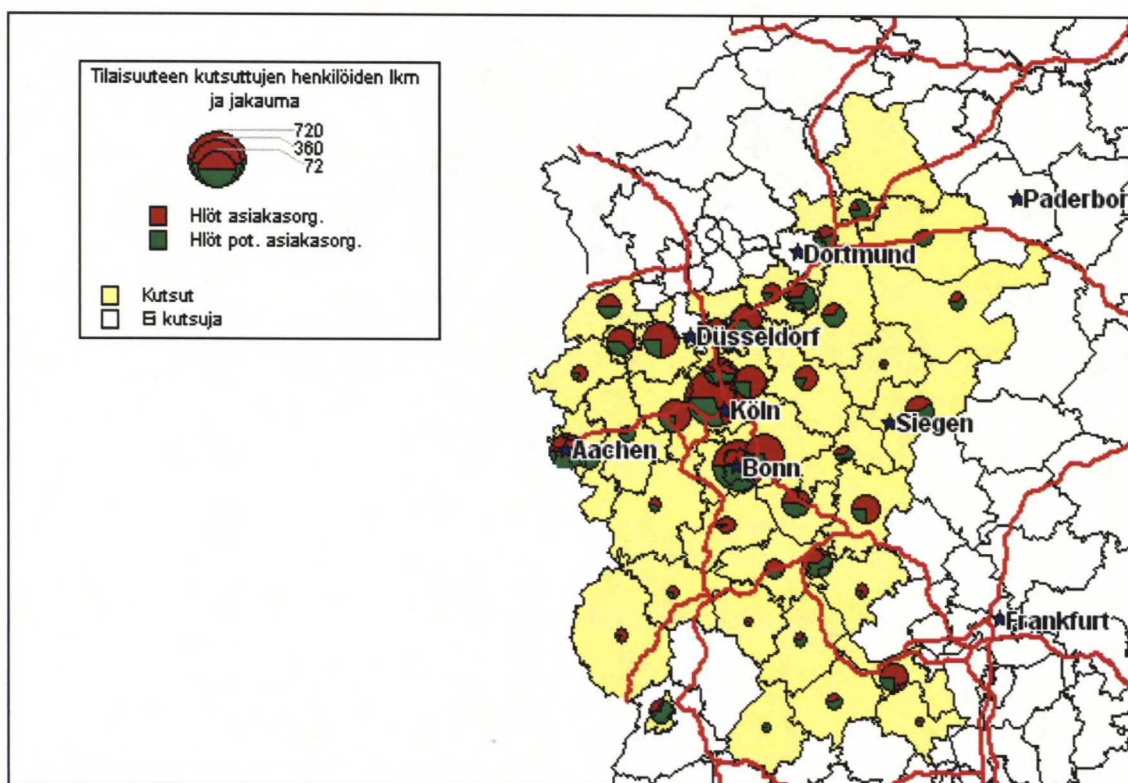 Tilaisuuteen kutsuttujen henkilöiden lkm
ja jakauma
720
360
72
Hlöt asiakasorg.
Hlöt pot. asiakasorg.
Kutsut
Ei kutsuja
Paderbor
Dortmund
Düsseldorf
Köln
Siegen
Aachen
Bonn
Frankfurt